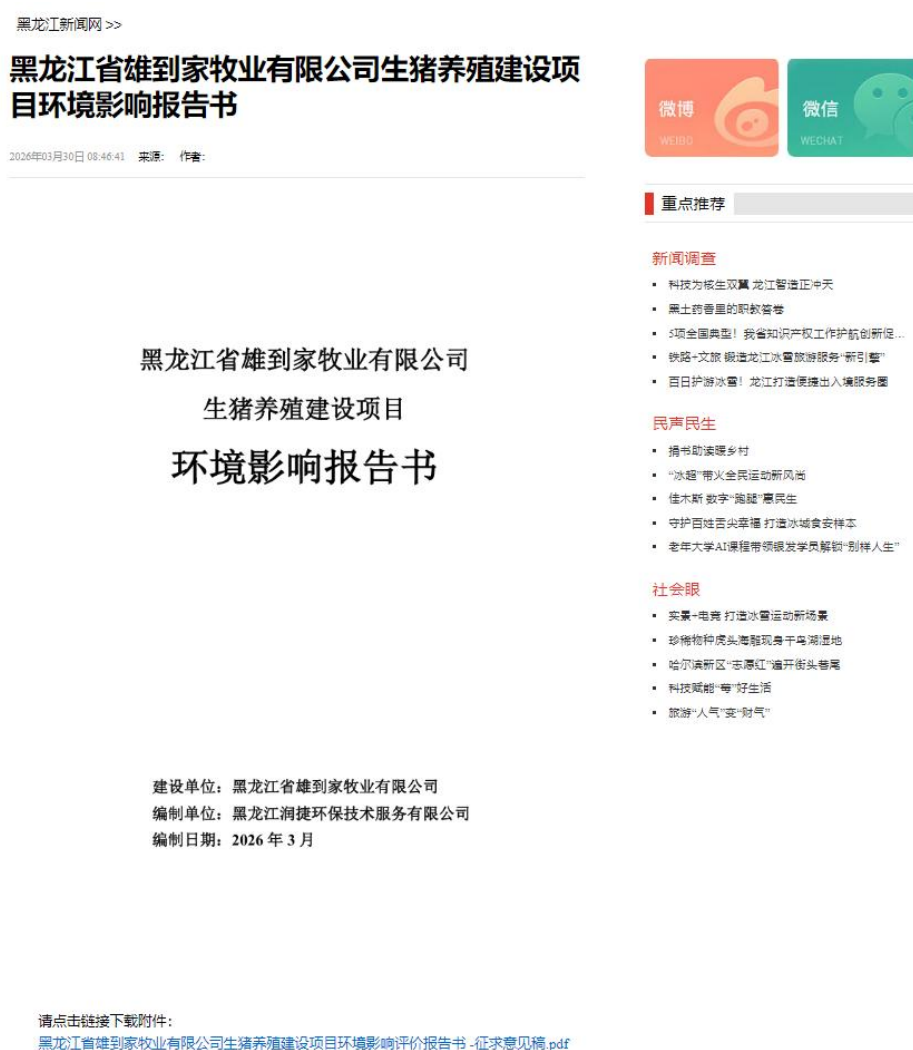 黑龙江新闻网 >>
黑龙江省雄到家牧业有限公司生猪养殖建设项
目环境影响报告书
2026年03月30日 08:46:41 来源： 作者：
黑龙江省雄到家牧业有限公司
生猪养殖建设项目
环境影响报告书
建设单位：黑龙江省雄到家牧业有限公司
编制单位：黑龙江润捷环保技术服务有限公司
编制日期：2026 年 3 月
请点击链接下载附件：
黑龙江省雄到家牧业有限公司生猪养殖建设项目环境影响评价报告书 -征求意见稿.pdf
微博
WEIBO
微信
WECHAT
重点推荐
新闻调查
科技为核生双翼 龙江智造正冲天
黑土药香里的职教答卷
5项全国典型！我省知识产权工作护航创新促...
铁路+文旅 锻造龙江冰雪旅游服务“新引擎”
百日护游冰雪！龙江打造便捷出入境服务圈
民声民生
捐书助读暖乡村
“冰超”带火全民运动新风尚
佳木斯 数字“跑腿”惠民生
守护百姓舌尖幸福 打造冰城食安样本
老年大学AI课程带领银发学员解锁“别样人生”
社会眼
实景+电竞 打造冰雪运动新场景
珍稀物种虎头海雕现身干鸟湖湿地
哈尔滨新区“志愿红”遍开街头巷尾
科技赋能“莓”好生活
旅游“人气”变“财气”